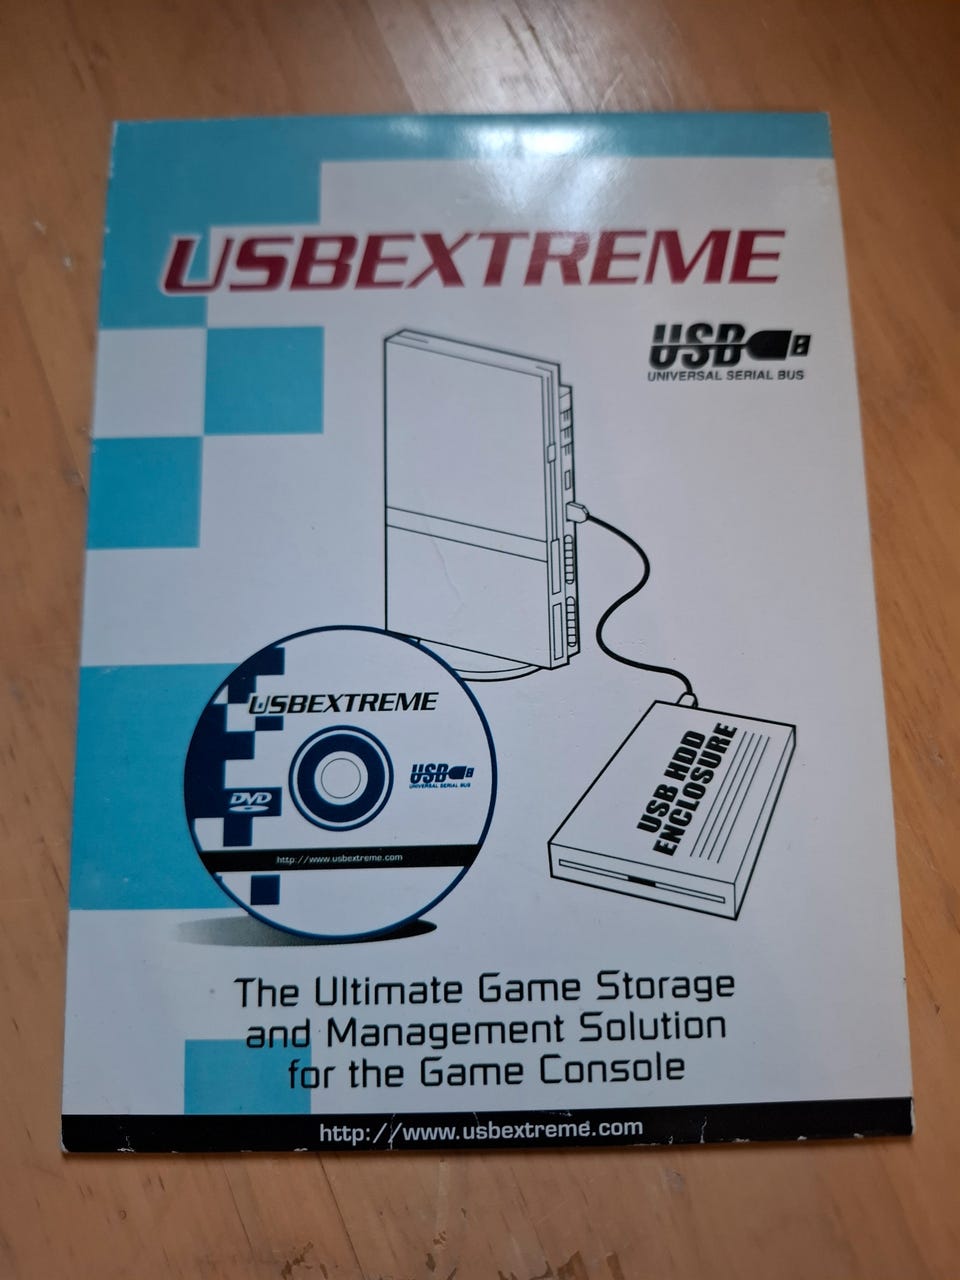 USBEXTREME
USB
UNIVERSAL SERIAL BUS
USBEXTREME
USB
UNIVERSAL SERIAL BUS
DVD
http://www.usbextreme.com
USB HDD
ENCLOSURE
The Ultimate Game Storage
and Management Solution
for the Game Console
http://www.usbextreme.com